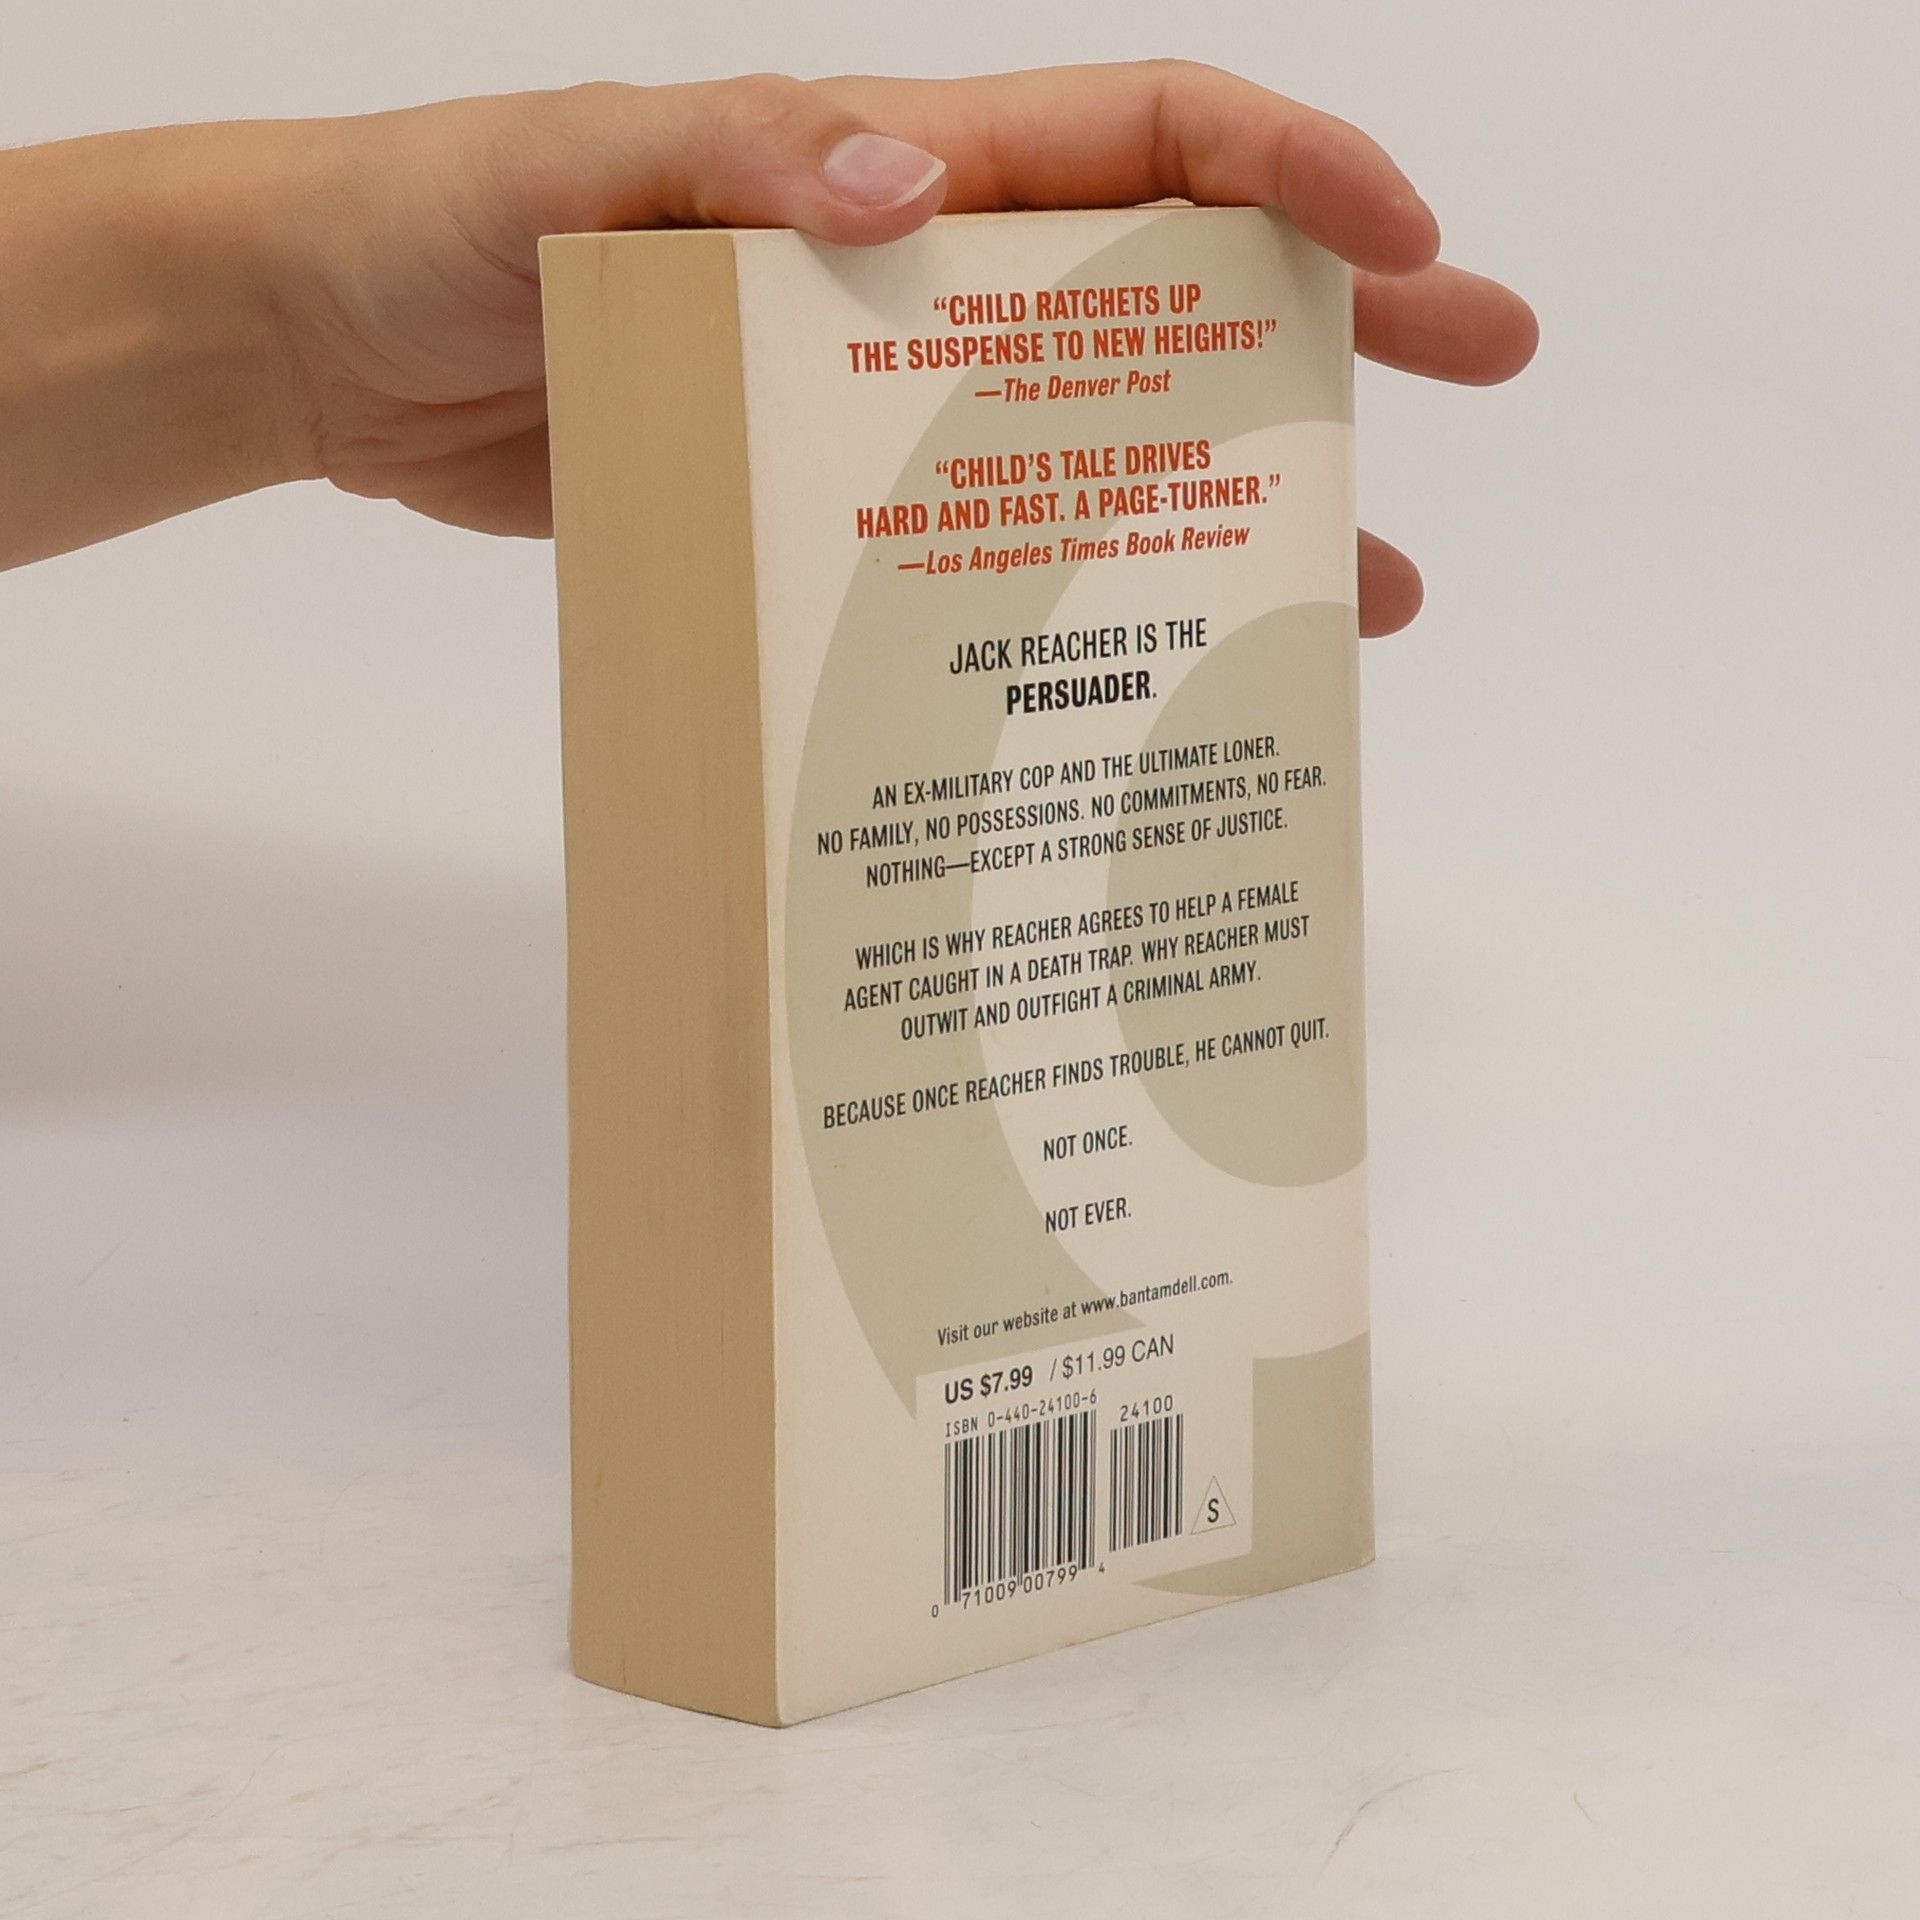 “CHILD RATCHETS UP
THE SUSPENSE TO NEW HEIGHTS!”
—The Denver Post
“CHILD’S TALE DRIVES
HARD AND FAST. A PAGE-TURNER.”
—Los Angeles Times Book Review
JACK REACHER IS THE
PERSUADER.
AN EX-MILITARY COP AND THE ULTIMATE LONER.
NO FAMILY, NO POSSESSIONS. NO COMMITMENTS, NO FEAR.
NOTHING—EXCEPT A STRONG SENSE OF JUSTICE.
WHICH IS WHY REACHER AGREES TO HELP A FEMALE
AGENT CAUGHT IN A DEATH TRAP. WHY REACHER MUST
OUTWIT AND OUTFIGHT A CRIMINAL ARMY.
BECAUSE ONCE REACHER FINDS TROUBLE, HE CANNOT QUIT.
NOT ONCE.
NOT EVER.
Visit our website at www.bantamdell.com.
US $7.99 / $11.99 CAN
ISBN 0-440-24100-6
24100
S
0 71009 00799 4